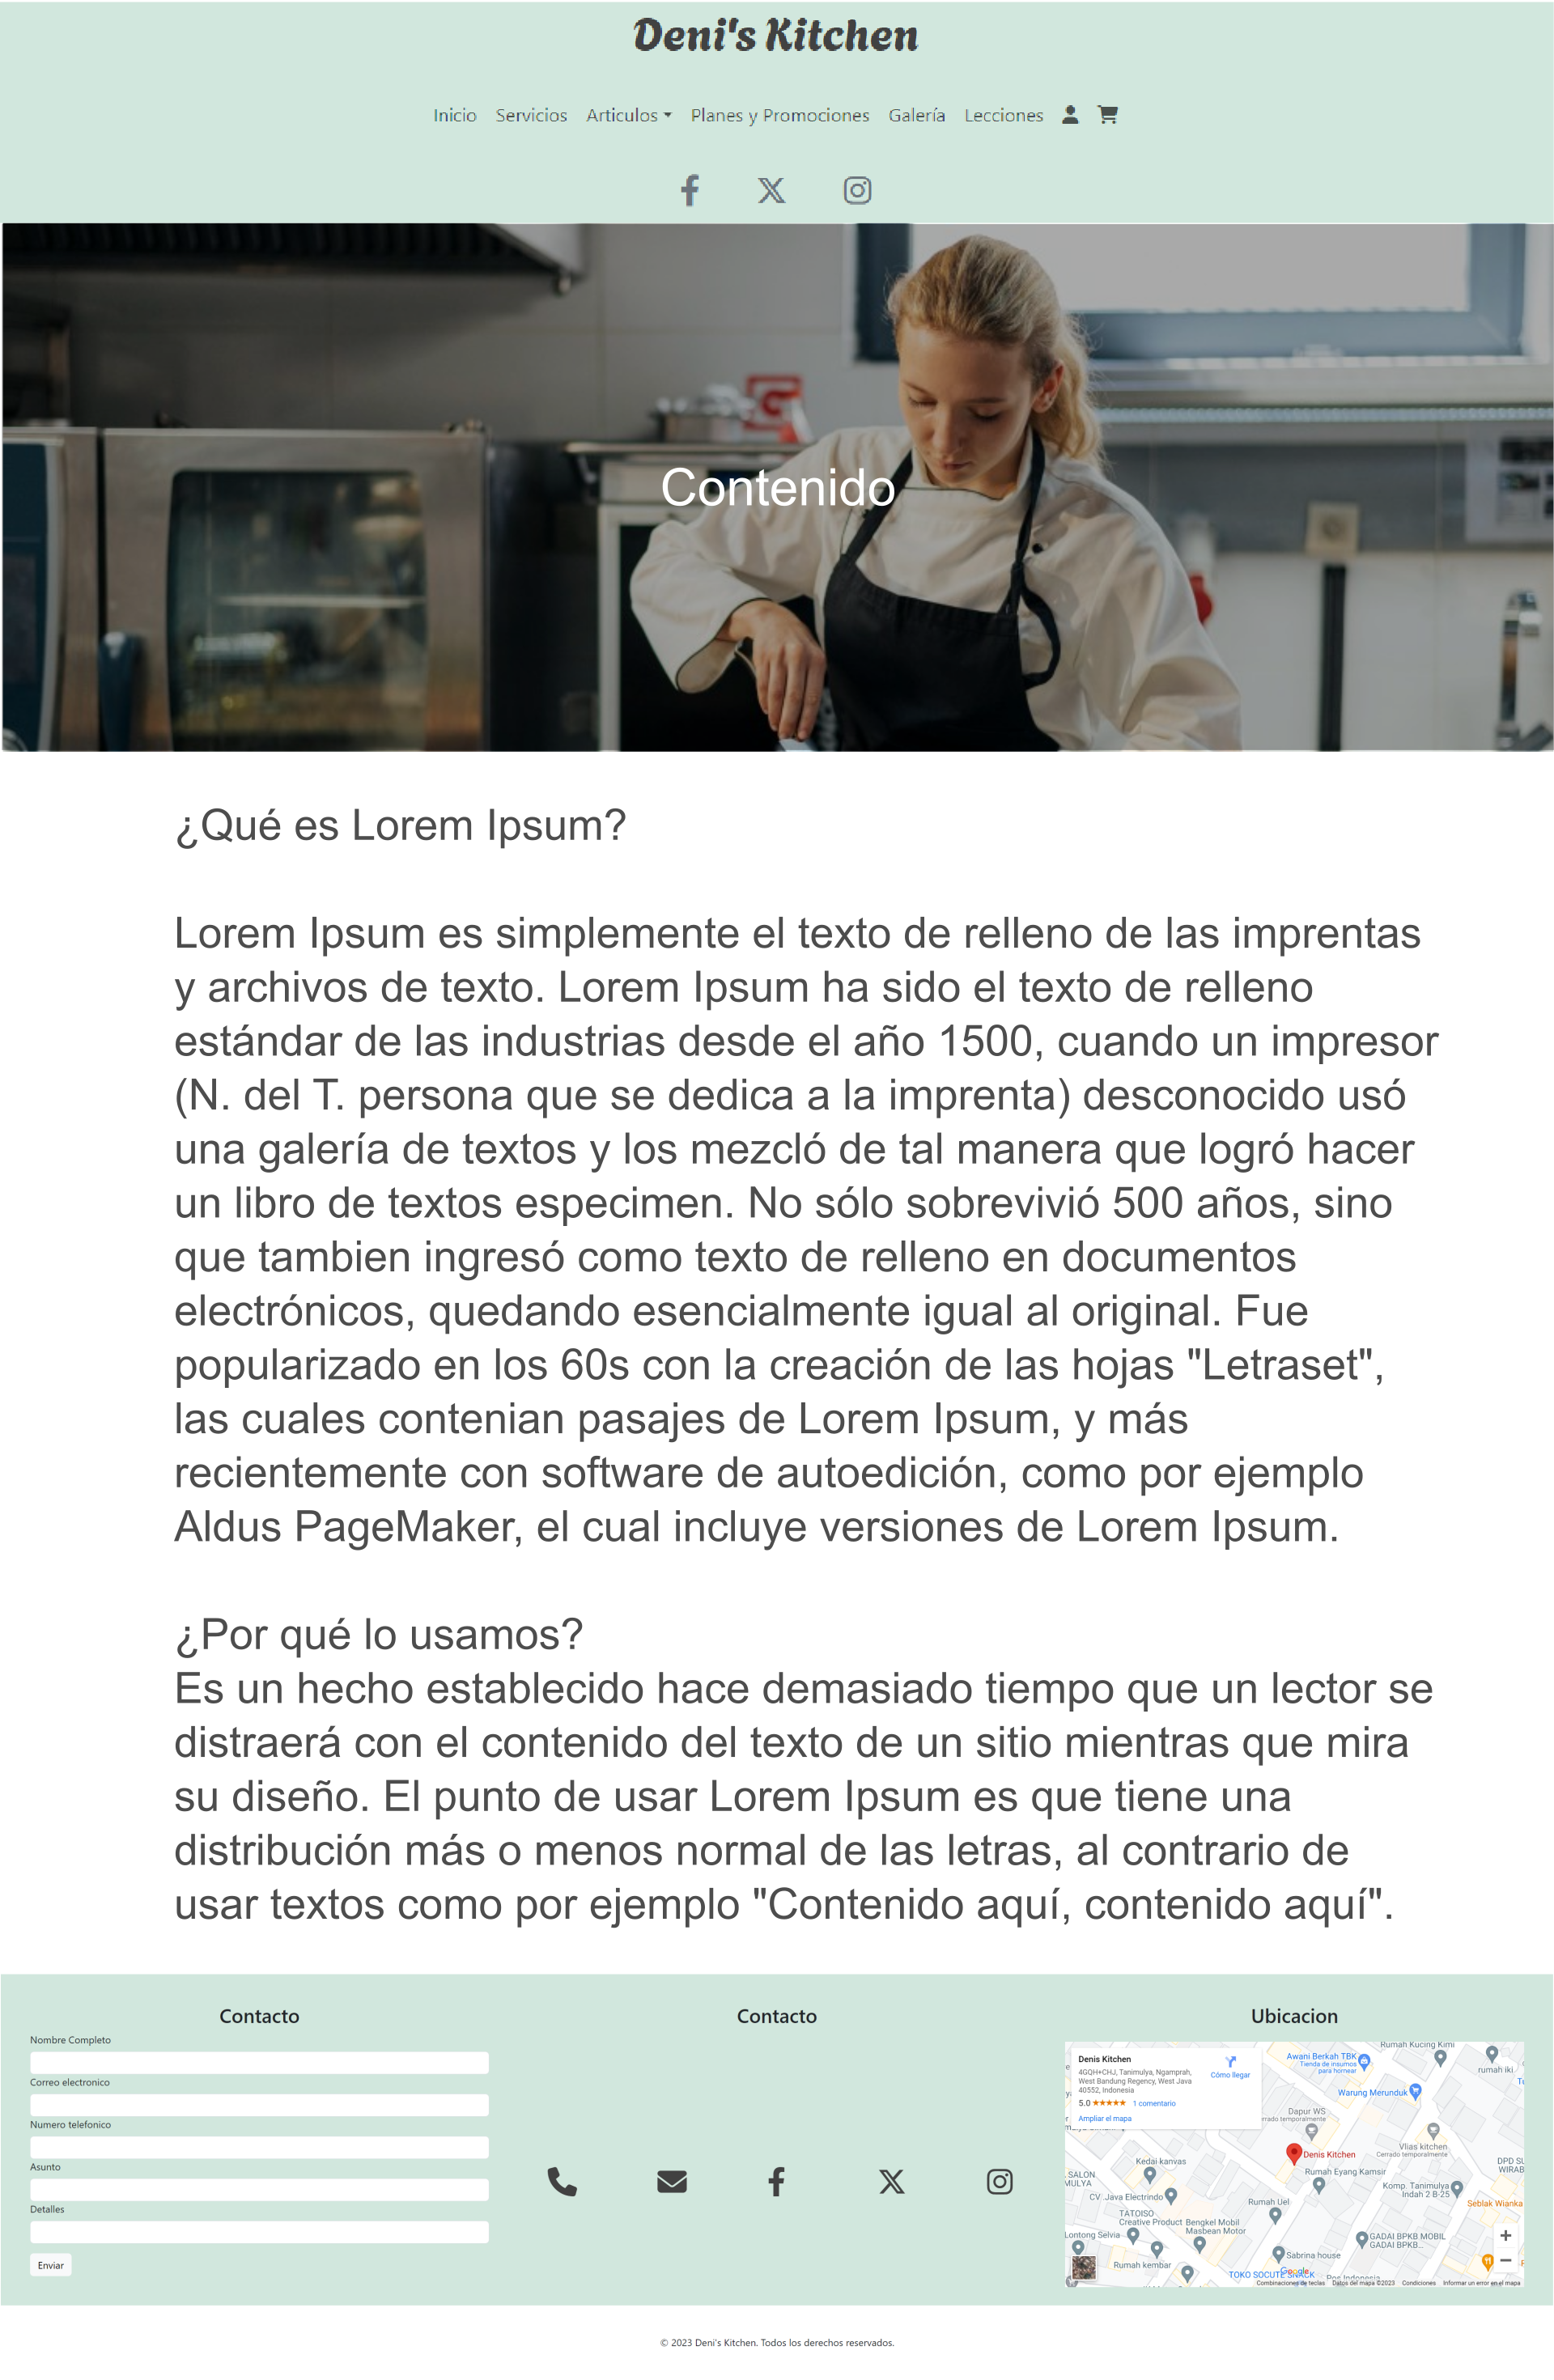 Deni's Kitchen
Inicio Servicios Articulos Planes y Promociones Galería Lecciones
Contenido
¿Qué es Lorem Ipsum?
Lorem Ipsum es simplemente el texto de relleno de las imprentas
y archivos de texto. Lorem Ipsum ha sido el texto de relleno
estándar de las industrias desde el año 1500, cuando un impresor
(N. del T. persona que se dedica a la imprenta) desconocido usó
una galería de textos y los mezcló de tal manera que logró hacer
un libro de textos especimen. No sólo sobrevivió 500 años, sino
que tambien ingresó como texto de relleno en documentos
electrónicos, quedando esencialmente igual al original. Fue
popularizado en los 60s con la creación de las hojas "Letraset",
las cuales contenian pasajes de Lorem Ipsum, y más
recientemente con software de autoedición, como por ejemplo
Aldus PageMaker, el cual incluye versiones de Lorem Ipsum.
¿Por qué lo usamos?
Es un hecho establecido hace demasiado tiempo que un lector se
distraerá con el contenido del texto de un sitio mientras que mira
su diseño. El punto de usar Lorem Ipsum es que tiene una
distribución más o menos normal de las letras, al contrario de
usar textos como por ejemplo "Contenido aquí, contenido aquí".
Contacto
Nombre Completo
Correo electronico
Numero telefonico
Asunto
Detalles
Enviar
Contacto
Ubicacion
Denis Kitchen
4GQH+CHJ, Tanimulya, Ngamprah,
West Bandung Regency, West Java
40552, Indonesia
5.0 ★★★★★ 1 comentario
Ampliar el mapa
Cómo llegar
Rumah Kucing Kimi
Awani Berkah TBK
Tienda de insumos
para hornear
rumah iki
Warung Merunduk
Dapur WS
Vlias kitchen
Cerrado temporalmente
Denis Kitchen
Kedai kanvas
Rumah Eyang Kamsir
SALON
MULYA
CV .Java Electrindo
Komp. Tanimulya
Indah 2 B-25
Rumah Uel
Seblak Wianka
TATOISO
Creative Product
Bengkel Mobil
Masbean Motor
Lontong Selvia
GADAI BPKB MOBIL
GADAI BPKB...
Sabrina house
Rumah kembar
TOKO SOCUTE SNACK
Google
Combinaciones de teclas Datos del mapa ©2023 Condiciones Informar un error en el mapa
© 2023 Deni's Kitchen. Todos los derechos reservados.